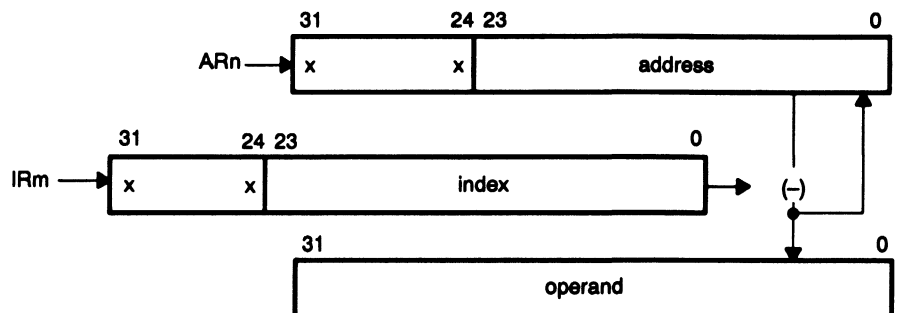 31 24 23 0
ARn x x address
31 24 23 0
IRm x x index (–)
31 0
operand